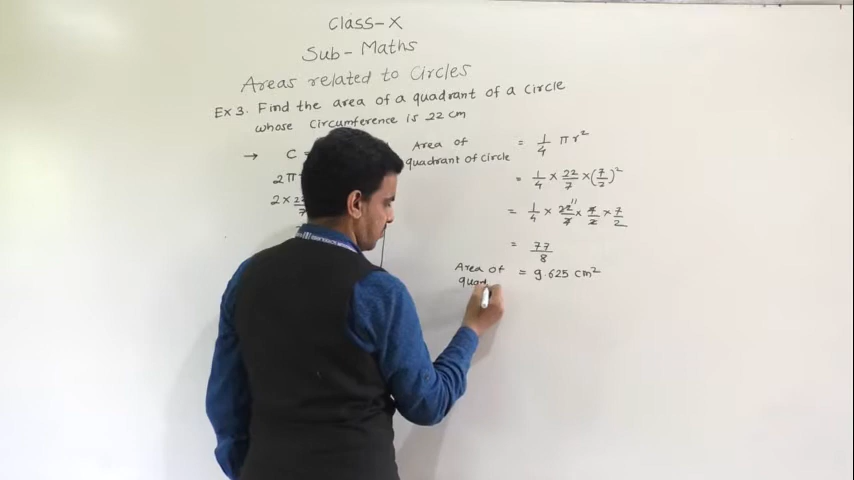 Class-X
Sub- Maths
Areas related to Circles
Ex 3. Find the area of a quadrant of a circle
whose circumference is 22 cm
→ C =
2π
2 × 22
Area of
quadrant of circle = 1/4 πr²
= 1/4 × 22/7 × (7/2)²
= 1/4 × 22/7 11 × 7/2 × 7/2
= 77/8
Area of
quad = 9.625 cm²